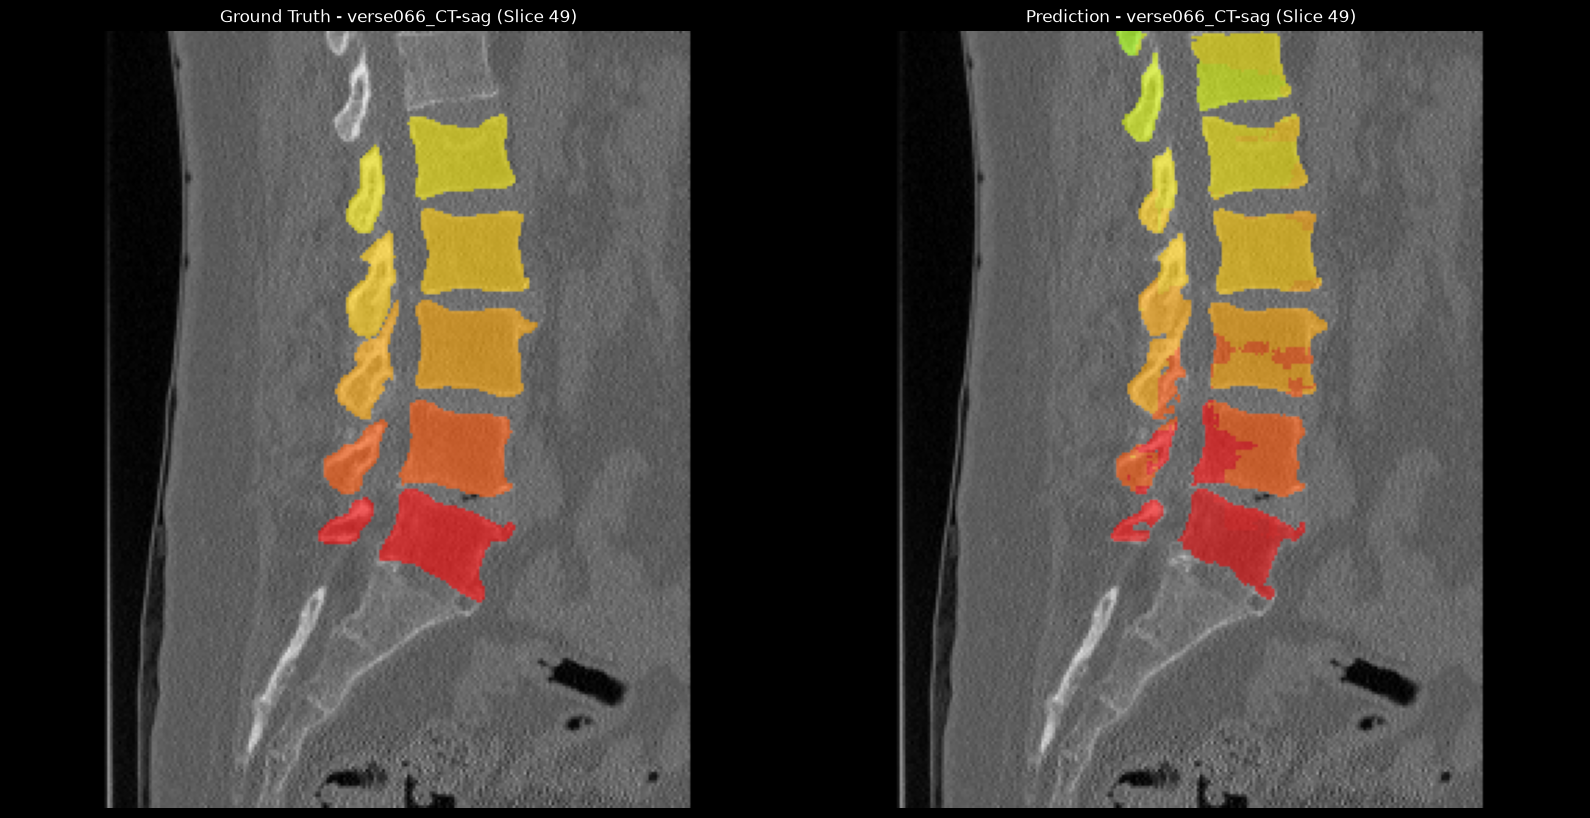 Ground Truth - verse066_CT-sag (Slice 49)
Prediction - verse066_CT-sag (Slice 49)